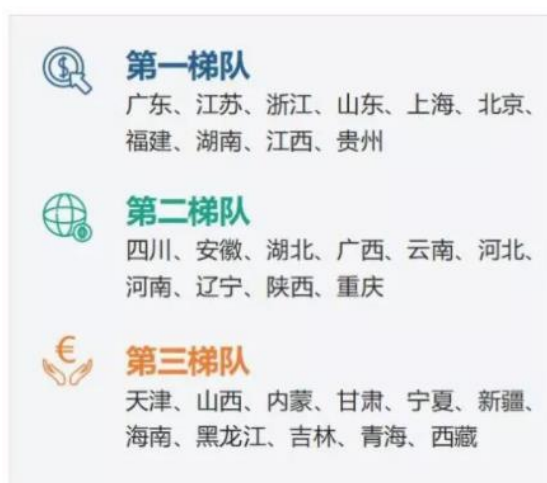 第一梯队
广东、江苏、浙江、山东、上海、北京、
福建、湖南、江西、贵州
第二梯队
四川、安徽、湖北、广西、云南、河北、
河南、辽宁、陕西、重庆
第三梯队
天津、山西、内蒙、甘肃、宁夏、新疆、
海南、黑龙江、吉林、青海、西藏